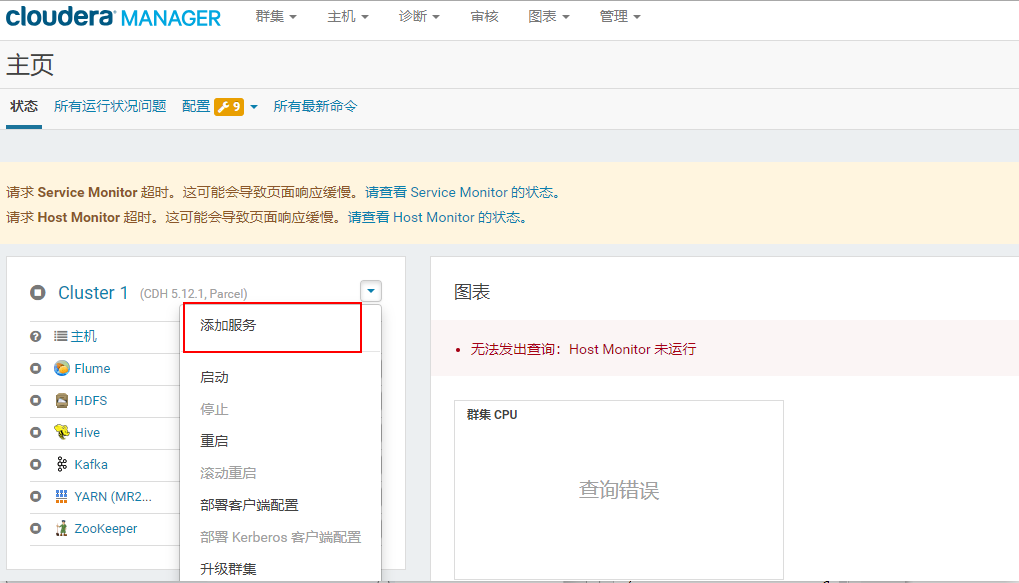 cloudera MANAGER 群集 主机 诊断 审核 图表 管理
主页
状态 所有运行状况问题 配置 9 所有最新命令
请求 Service Monitor 超时。这可能会导致页面响应缓慢。请查看 Service Monitor 的状态。
请求 Host Monitor 超时。这可能会导致页面响应缓慢。请查看 Host Monitor 的状态。
Cluster 1 (CDH 5.12.1, Parcel)
主机
Flume
HDFS
Hive
Kafka
YARN (MR2...
ZooKeeper
添加服务
启动
停止
重启
滚动重启
部署客户端配置
部署 Kerberos 客户端配置
升级群集
图表
无法发出查询：Host Monitor 未运行
群集 CPU
查询错误